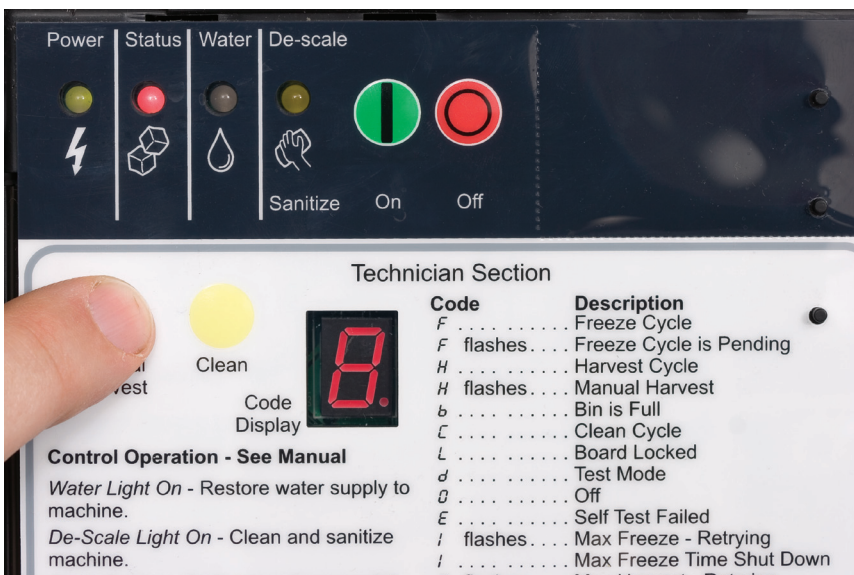 Power Status Water De-scale
Sanitize On Off
Technician Section
Code Description
F . . . . . . . . . . Freeze Cycle
F flashes . . . . Freeze Cycle is Pending
H . . . . . . . . . . Harvest Cycle
H flashes . . . . Manual Harvest
b . . . . . . . . . . Bin is Full
C . . . . . . . . . . Clean Cycle
L . . . . . . . . . . Board Locked
d . . . . . . . . . . Test Mode
0 . . . . . . . . . . Off
E . . . . . . . . . . Self Test Failed
1 flashes . . . . Max Freeze - Retrying
1 . . . . . . . . . . Max Freeze Time Shut Down
Clean
Code
Display
8.
Control Operation - See Manual
Water Light On - Restore water supply to
machine.
De-Scale Light On - Clean and sanitize
machine.